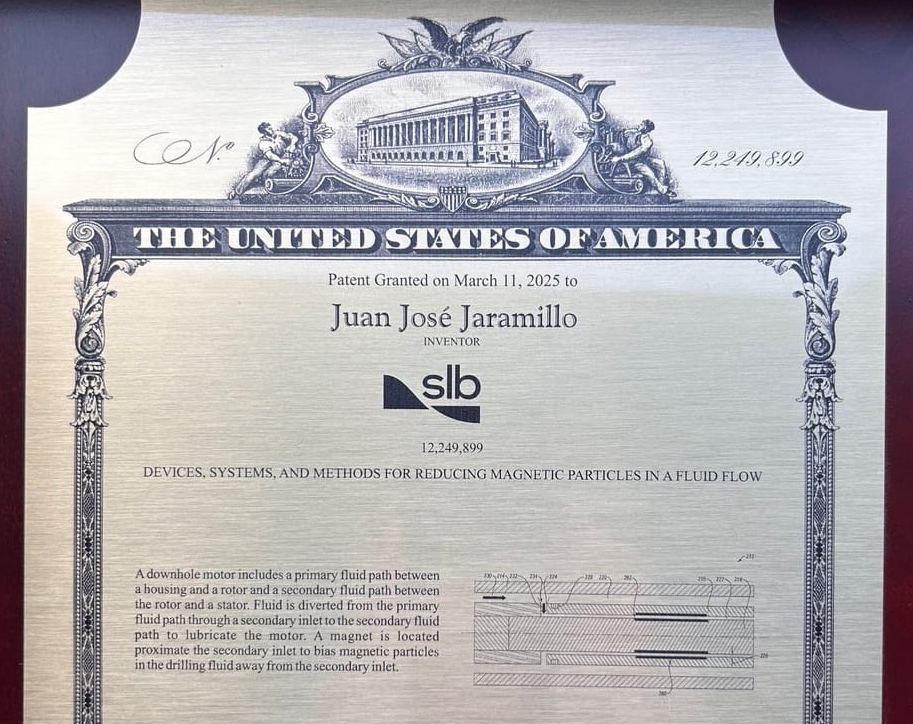 No. 12,249,899
THE UNITED STATES OF AMERICA
Patent Granted on March 11, 2025 to
Juan José Jaramillo
INVENTOR
slb
12,249,899
DEVICES, SYSTEMS, AND METHODS FOR REDUCING MAGNETIC PARTICLES IN A FLUID FLOW
A downhole motor includes a primary fluid path between
a housing and a rotor and a secondary fluid path between
the rotor and a stator. Fluid is diverted from the primary
fluid path through a secondary inlet to the secondary fluid
path to lubricate the motor. A magnet is located
proximate the secondary inlet to bias magnetic particles
in the drilling fluid away from the secondary inlet.